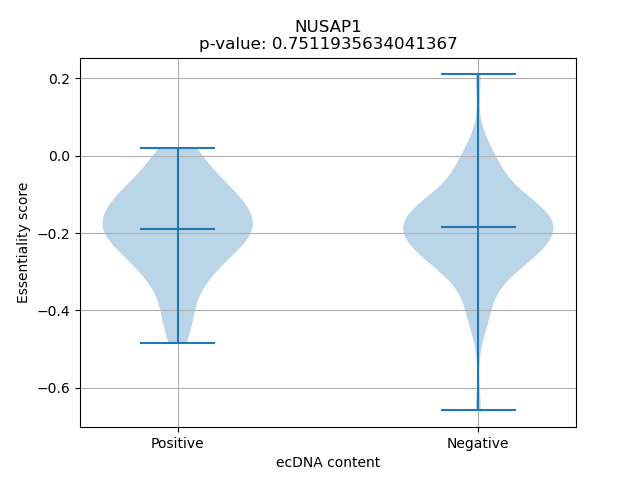 NUSAP1
p-value: 0.7511935634041367
0.2
0.0
−0.2
−0.4
−0.6
Essentiality score
Positive
Negative
ecDNA content